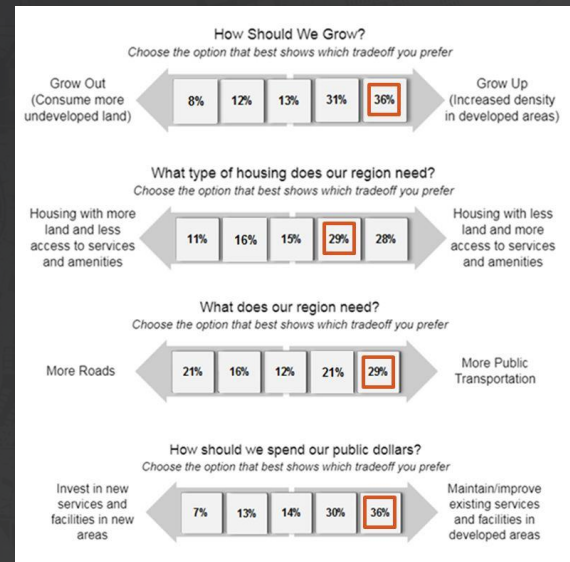 How Should We Grow?
Choose the option that best shows which tradeoff you prefer
Grow Out
(Consume more
undeveloped land)
8% 12% 13% 31% 36%
Grow Up
(Increased density
in developed areas)
What type of housing does our region need?
Choose the option that best shows which tradeoff you prefer
Housing with more
land and less
access to services
and amenities
11% 16% 15% 29% 28%
Housing with less
land and more
access to services
and amenities
What does our region need?
Choose the option that best shows which tradeoff you prefer
More Roads
21% 16% 12% 21% 29%
More Public
Transportation
How should we spend our public dollars?
Choose the option that best shows which tradeoff you prefer
Invest in new
services and
facilities in new
areas
7% 13% 14% 30% 36%
Maintain/improve
existing services
and facilities in
developed areas